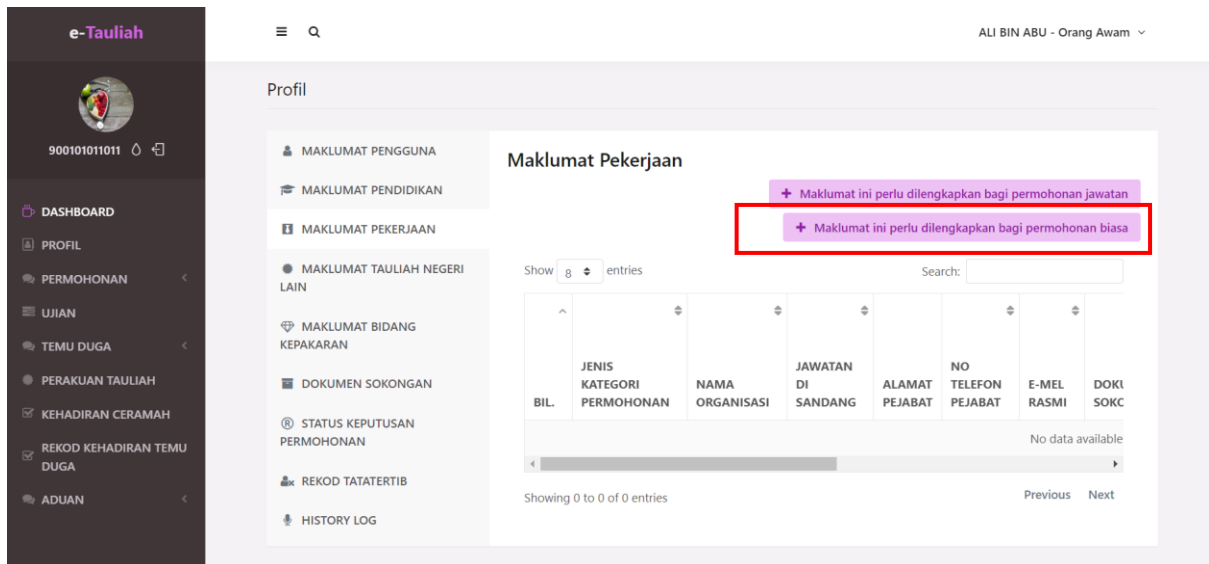 e-Tauliah
ALI BIN ABU - Orang Awam
900101011011
DASHBOARD
PROFIL
PERMOHONAN
UJIAN
TEMU DUGA
PERAKUAN TAULIAH
KEHADIRAN CERAMAH
REKOD KEHADIRAN TEMU
DUGA
ADUAN
Profil
MAKLUMAT PENGGUNA
MAKLUMAT PENDIDIKAN
MAKLUMAT PEKERJAAN
MAKLUMAT TAULIAH NEGERI
LAIN
MAKLUMAT BIDANG
KEPAKARAN
DOKUMEN SOKONGAN
STATUS KEPUTUSAN
PERMOHONAN
REKOD TATATERTIB
HISTORY LOG
Maklumat Pekerjaan
+ Maklumat ini perlu dilengkapkan bagi permohonan jawatan
+ Maklumat ini perlu dilengkapkan bagi permohonan biasa
Show 8 entries
Search:
BIL.
JENIS
KATEGORI
PERMOHONAN
NAMA
ORGANISASI
JAWATAN
DI
SANDANG
ALAMAT
PEJABAT
NO
TELEFON
PEJABAT
E-MEL
RASMI
No data available
Showing 0 to 0 of 0 entries
Previous Next